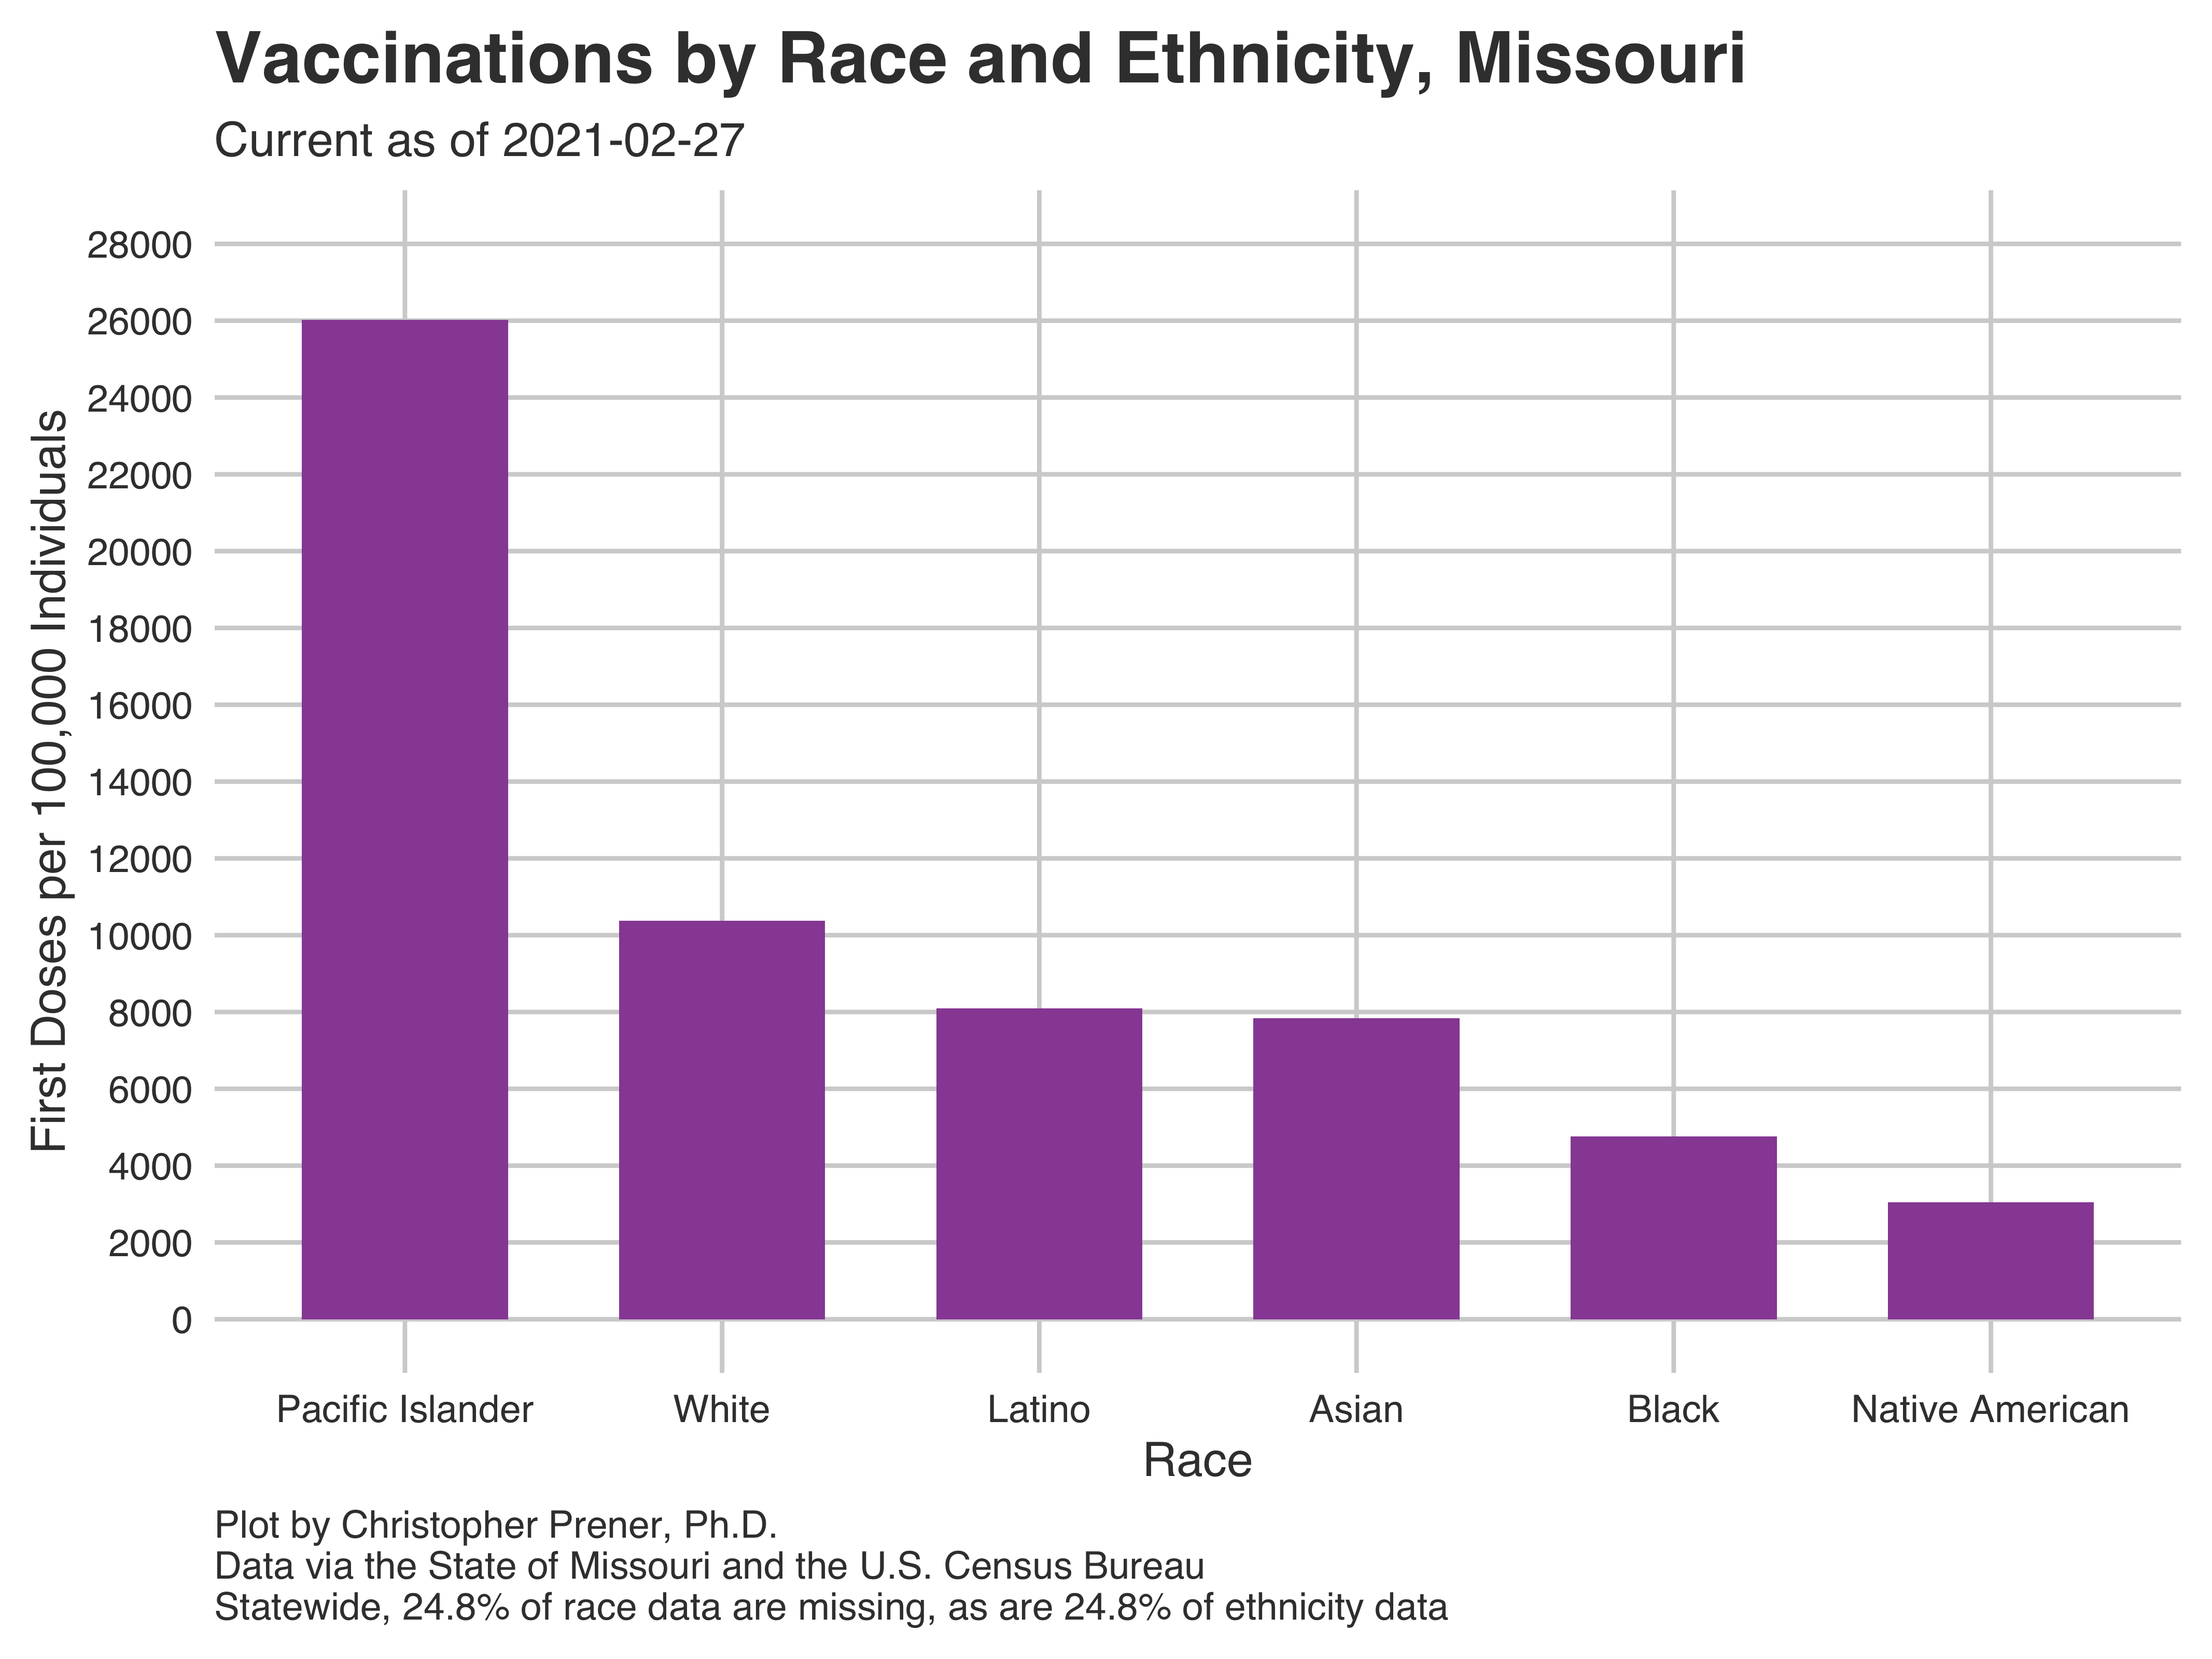 Vaccinations by Race and Ethnicity, Missouri
Current as of 2021-02-27
First Doses per 100,000 Individuals
28000
26000
24000
22000
20000
18000
16000
14000
12000
10000
8000
6000
4000
2000
0
Pacific Islander White Latino Asian Black Native American
Race
Plot by Christopher Prener, Ph.D.
Data via the State of Missouri and the U.S. Census Bureau
Statewide, 24.8% of race data are missing, as are 24.8% of ethnicity data